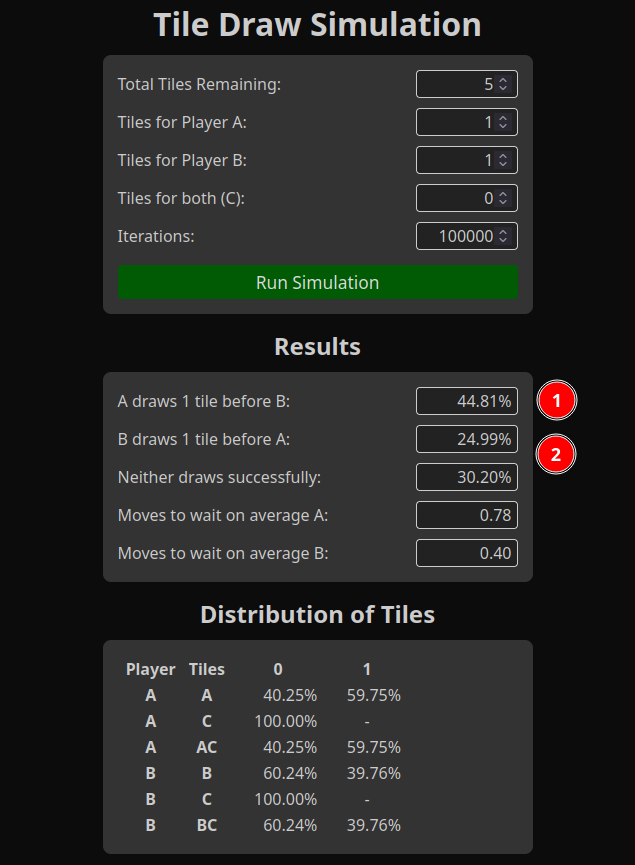 Tile Draw Simulation
Total Tiles Remaining: 5
Tiles for Player A: 1
Tiles for Player B: 1
Tiles for both (C): 0
Iterations: 100000
Run Simulation
Results
A draws 1 tile before B: 44.81% 1
B draws 1 tile before A: 24.99% 2
Neither draws successfully: 30.20%
Moves to wait on average A: 0.78
Moves to wait on average B: 0.40
Distribution of Tiles
Player Tiles 0 1
A A 40.25% 59.75%
A C 100.00% -
A AC 40.25% 59.75%
B B 60.24% 39.76%
B C 100.00% -
B BC 60.24% 39.76%